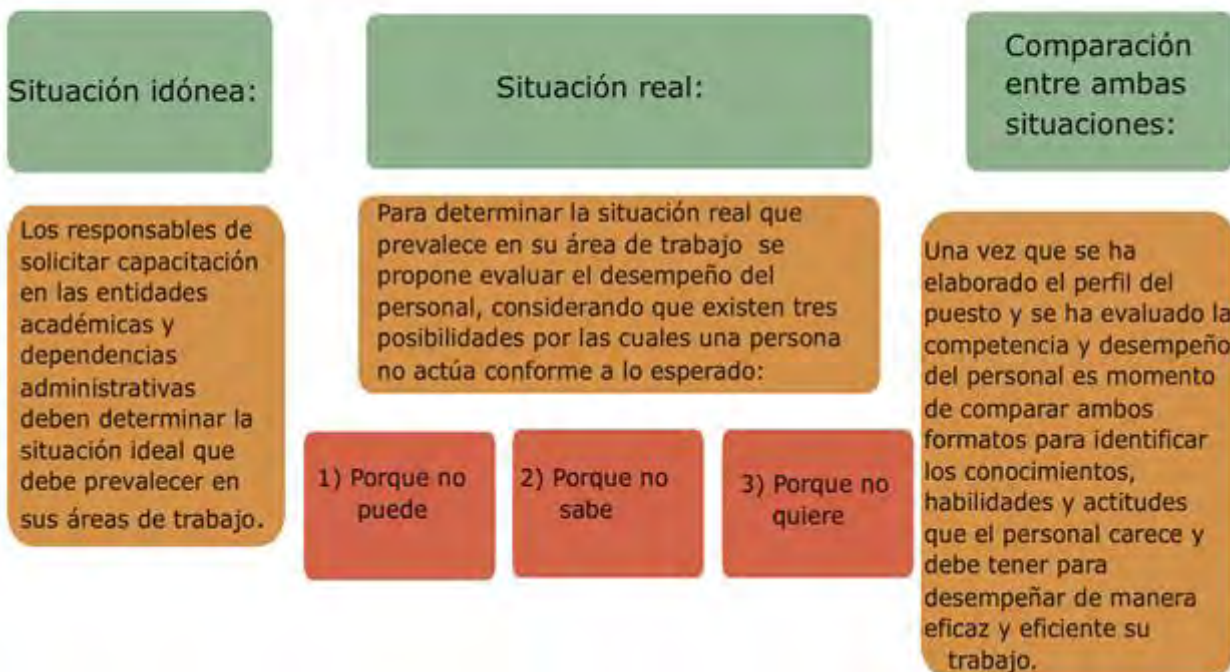 Situación idónea:
Los responsables de
solicitar capacitación
en las entidades
académicas y
dependencias
administrativas
deben determinar la
situación ideal que
debe prevalecer en
sus áreas de trabajo.
Situación real:
Para determinar la situación real que
prevalece en su área de trabajo se
propone evaluar el desempeño del
personal, considerando que existen tres
posibilidades por las cuales una persona
no actúa conforme a lo esperado:
1) Porque no
puede
2) Porque no
sabe
3) Porque no
quiere
Comparación
entre ambas
situaciones:
Una vez que se ha
elaborado el perfil del
puesto y se ha evaluado la
competencia y desempeño
del personal es momento
de comparar ambos
formatos para identificar
los conocimientos,
habilidades y actitudes
que el personal carece y
debe tener para
desempeñar de manera
eficaz y eficiente su
trabajo.